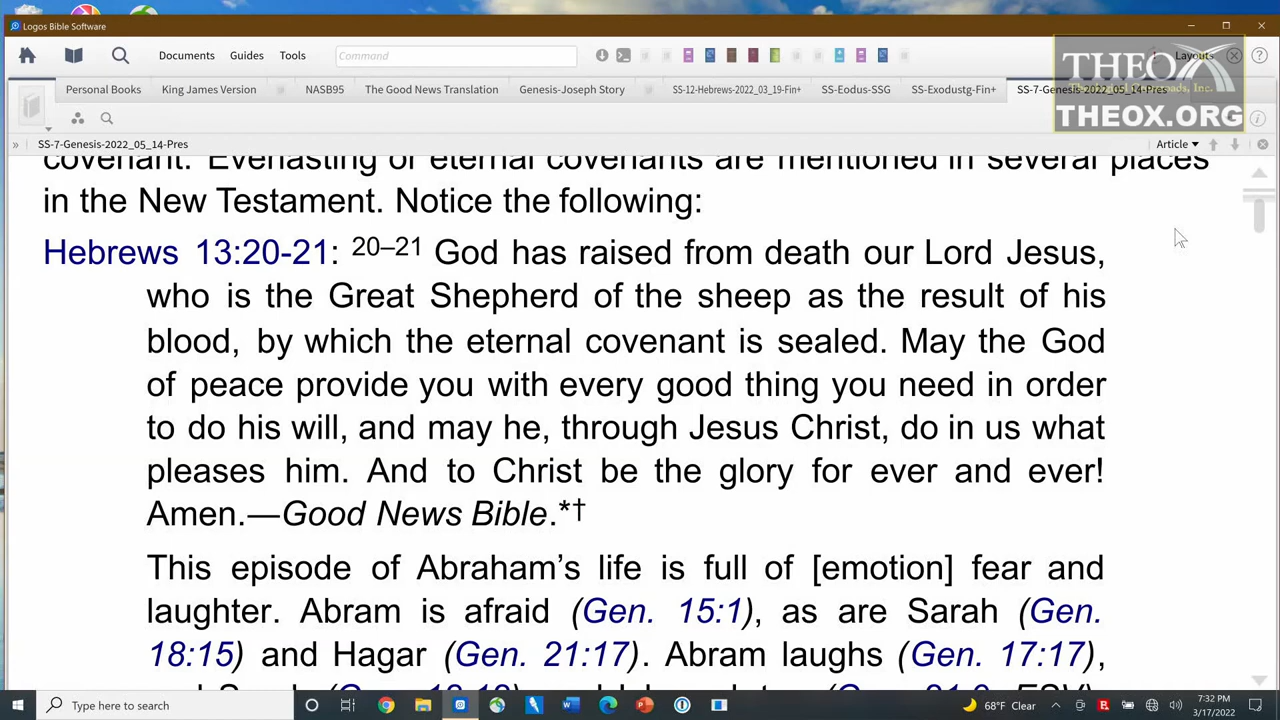 Logos Bible Software
Documents Guides Tools Command Layouts
THEOX
THEOX.ORG
Personal Books King James Version NASB95 The Good News Translation Genesis-Joseph Story SS-12-Hebrews-2022_03_19-Fin+ SS-Eodus-SSG SS-Exodustg-Fin+ SS-7-Genesis-2022_05_14-Pres
SS-7-Genesis-2022_05_14-Pres Article
covenant. Everlasting or eternal covenants are mentioned in several places
in the New Testament. Notice the following:
Hebrews 13:20-21: 20–21 God has raised from death our Lord Jesus,
who is the Great Shepherd of the sheep as the result of his
blood, by which the eternal covenant is sealed. May the God
of peace provide you with every good thing you need in order
to do his will, and may he, through Jesus Christ, do in us what
pleases him. And to Christ be the glory for ever and ever!
Amen.—Good News Bible.*†
This episode of Abraham’s life is full of [emotion] fear and
laughter. Abram is afraid (Gen. 15:1), as are Sarah (Gen.
18:15) and Hagar (Gen. 21:17). Abram laughs (Gen. 17:17),
Type here to search 68°F Clear 7:32 PM
3/17/2022